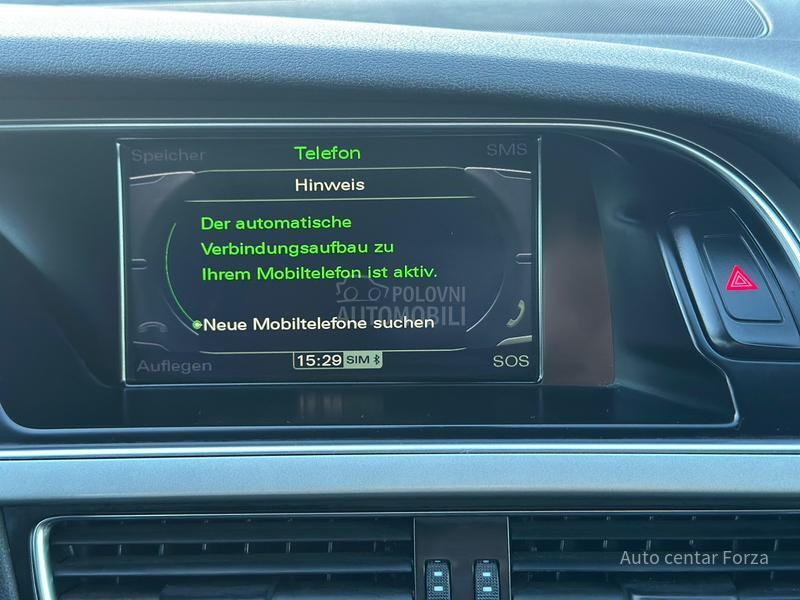 Speicher
Telefon
SMS
Hinweis
Der automatische
Verbindungsaufbau zu
Ihrem Mobiltelefon ist aktiv.
POLOVNI
AUTOMOBILI
Neue Mobiltelefone suchen
Auflegen
15:29 SIM
SOS
Auto centar Forza